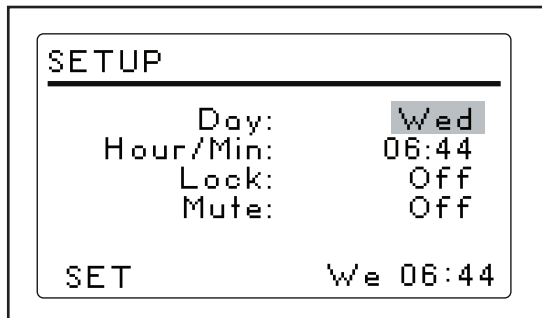 SETUP
Day: Wed
Hour/Min: 06:44
Lock: Off
Mute: Off
SET We 06:44